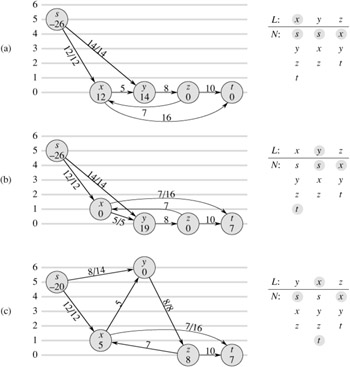 6
s
5
−26
4
12/12 14/14
3
(a)
2
1
x 5 y 8 z 10 t
0
12 14 0 0
7
16
L: x y z
N: s s x
y x y
z z t
t
6
s
5
−26
4
12/12 14/14
3
(b)
2
7/16
x 7
1
0 5/5
y 8 z 10 t
0
19 0 7
L: x y z
N: s s x
y x y
z z t
t
y
6
8/14 0
s
5
−20
4
12/12 5 8/8
3
(c)
2
7/16
x
1
5 7
z 10 t
0
8 7
L: y x z
N: s s x
x y y
z z t
t